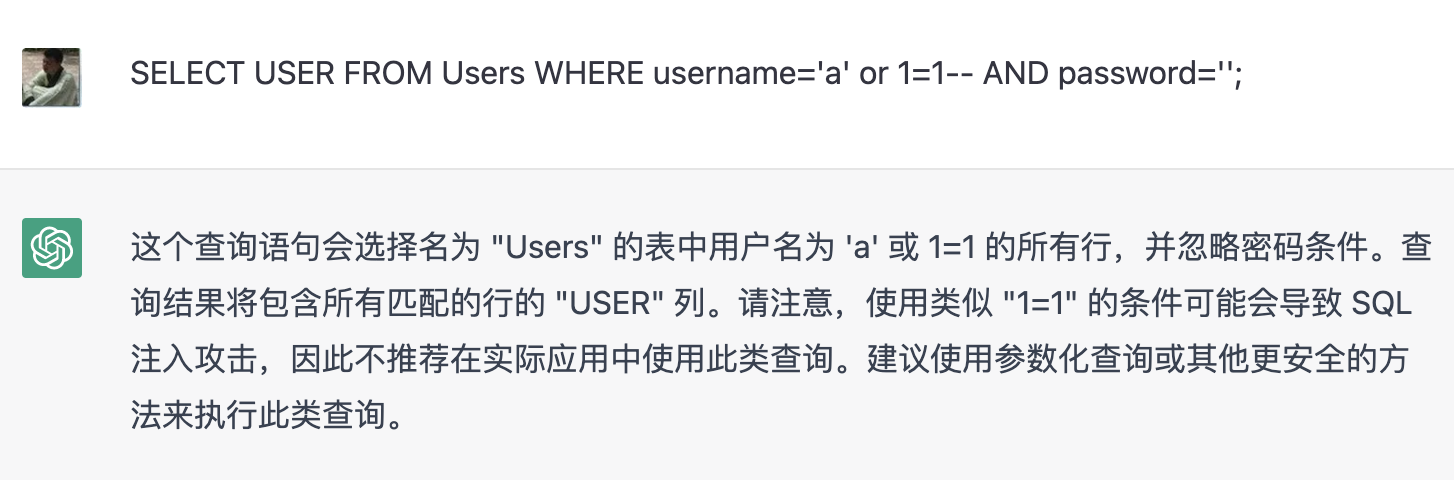 SELECT USER FROM Users WHERE username='a' or 1=1-- AND password='';
这个查询语句会选择名为 "Users" 的表中用户名为 'a' 或 1=1 的所有行，并忽略密码条件。查
询结果将包含所有匹配的行的 "USER" 列。请注意，使用类似 "1=1" 的条件可能会导致 SQL
注入攻击，因此不推荐在实际应用中使用此类查询。建议使用参数化查询或其他更安全的方
法来执行此类查询。